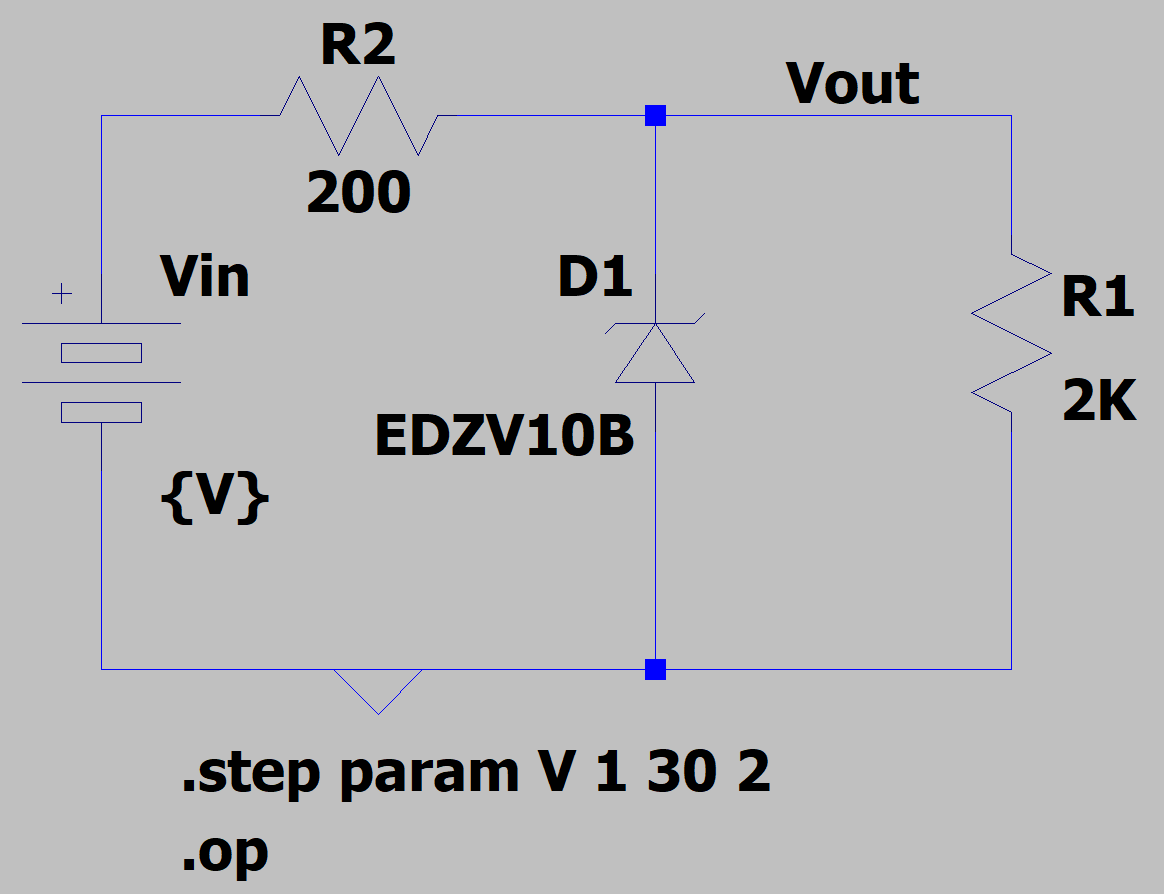 R2
200
Vout
Vin
{V}
D1
EDZV10B
R1
2K
.step param V 1 30 2
.op